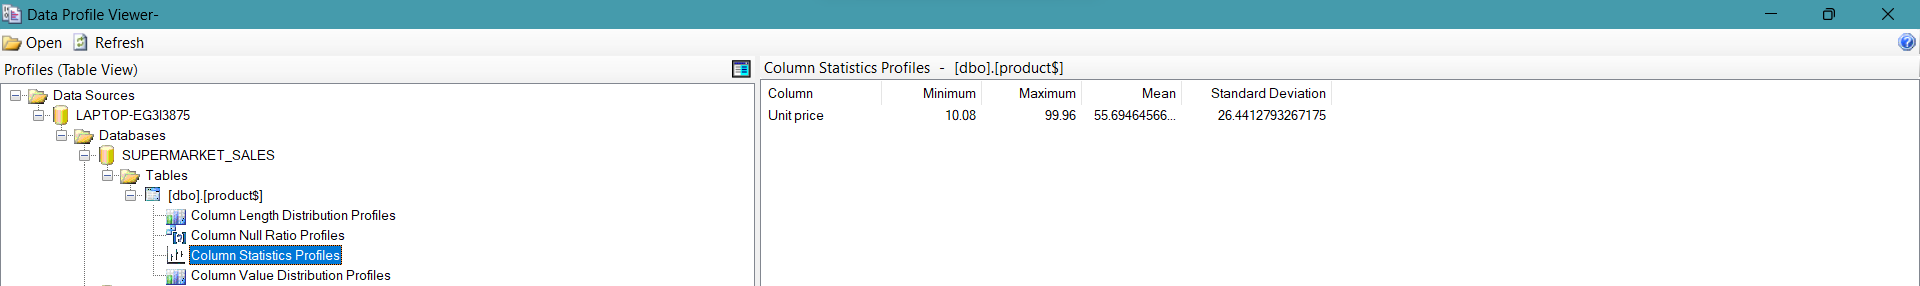 Data Profile Viewer-
Open Refresh
Profiles (Table View)
Data Sources
LAPTOP-EG3I3875
Databases
SUPERMARKET_SALES
Tables
[dbo].[product$]
Column Length Distribution Profiles
Column Null Ratio Profiles
Column Statistics Profiles
Column Value Distribution Profiles
Column Statistics Profiles - [dbo].[product$]
Column Minimum Maximum Mean Standard Deviation
Unit price 10.08 99.96 55.69464566... 26.4412793267175